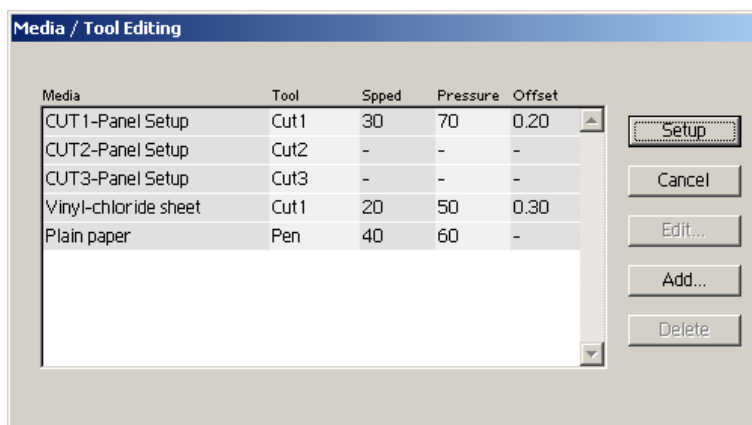 Media / Tool Editing
Media Tool Spped Pressure Offset
CUT1-Panel Setup Cut1 30 70 0.20
Setup
CUT2-Panel Setup Cut2 - - -
CUT3-Panel Setup Cut3 - - -
Cancel
Vinyl-chloride sheet Cut1 20 50 0.30
Plain paper Pen 40 60 -
Edit...
Add...
Delete